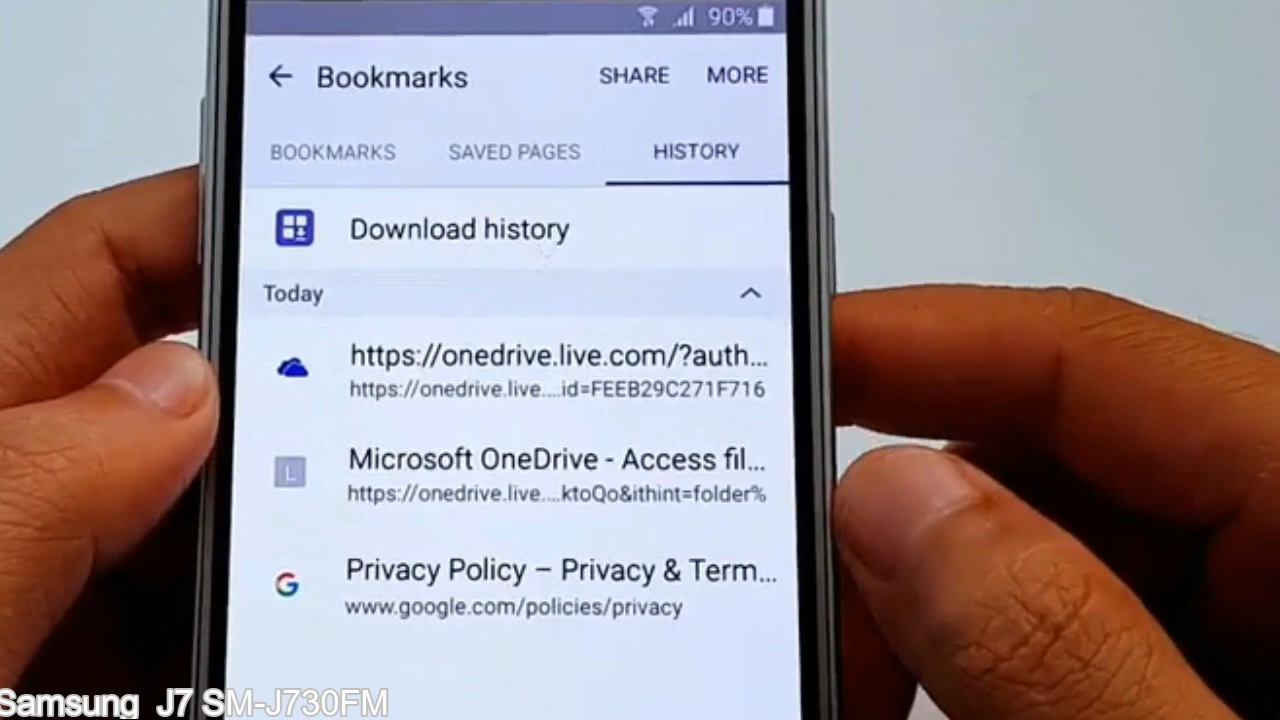 90%
Bookmarks SHARE MORE
BOOKMARKS SAVED PAGES HISTORY
Download history
Today
https://onedrive.live.com/?auth...
https://onedrive.live....id=FEEB29C271F716
L
Microsoft OneDrive - Access fil...
https://onedrive.live....ktoQo&ithint=folder%
G
Privacy Policy – Privacy & Term...
www.google.com/policies/privacy
Samsung J7 SM-J730FM